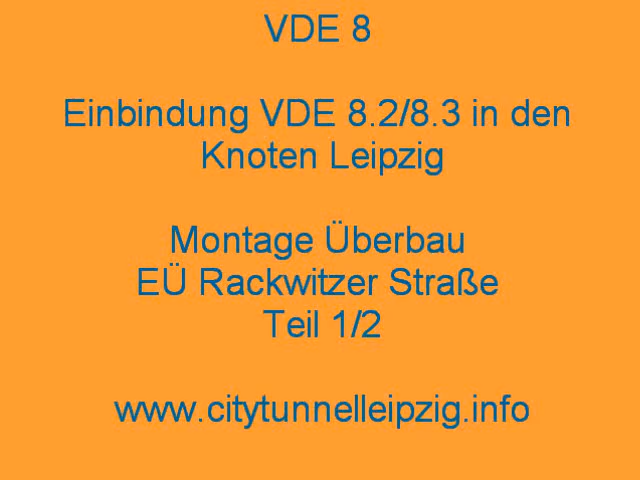 VDE 8
Einbindung VDE 8.2/8.3 in den
Knoten Leipzig
Montage Überbau
EÜ Rackwitzer Straße
Teil 1/2
www.citytunnelleipzig.info